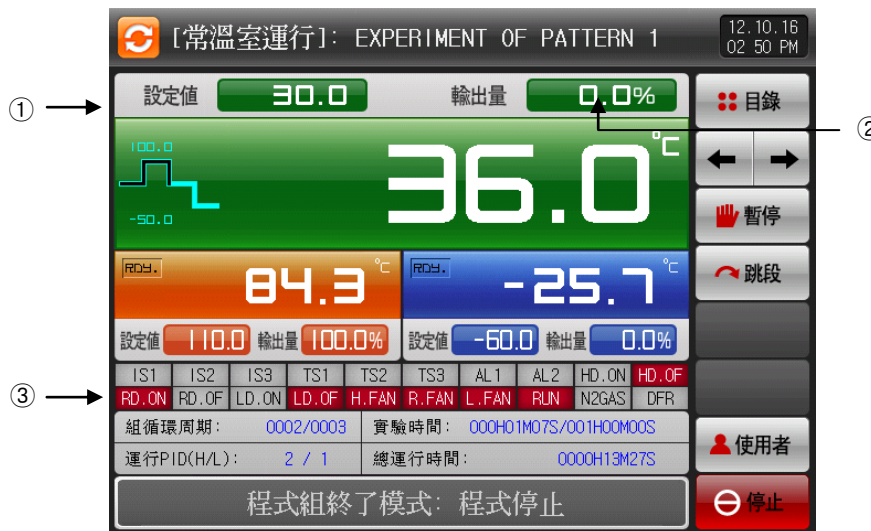 [常溫室運行]: EXPERIMENT OF PATTERN 1
12.10.16
02 50 PM
① 設定値 30.0 輸出量 0.0%
②
目錄
100.0
-50.0
36.0 ℃
暫停
RDY. 84.3 ℃
RDY. -25.7 ℃
跳段
設定値 110.0 輸出量 100.0%
設定値 -60.0 輸出量 0.0%
IS1 IS2 IS3 TS1 TS2 TS3 AL1 AL2 HD.ON HD.OF
③ RD.ON RD.OF LD.ON LD.OF H.FAN R.FAN L.FAN RUN N2GAS DFR
組循環周期: 0002/0003 實驗時間: 000H01M07S/001H00M00S
運行PID(H/L): 2 / 1 總運行時間: 0000H13M27S
使用者
程式組終了模式: 程式停止
停止